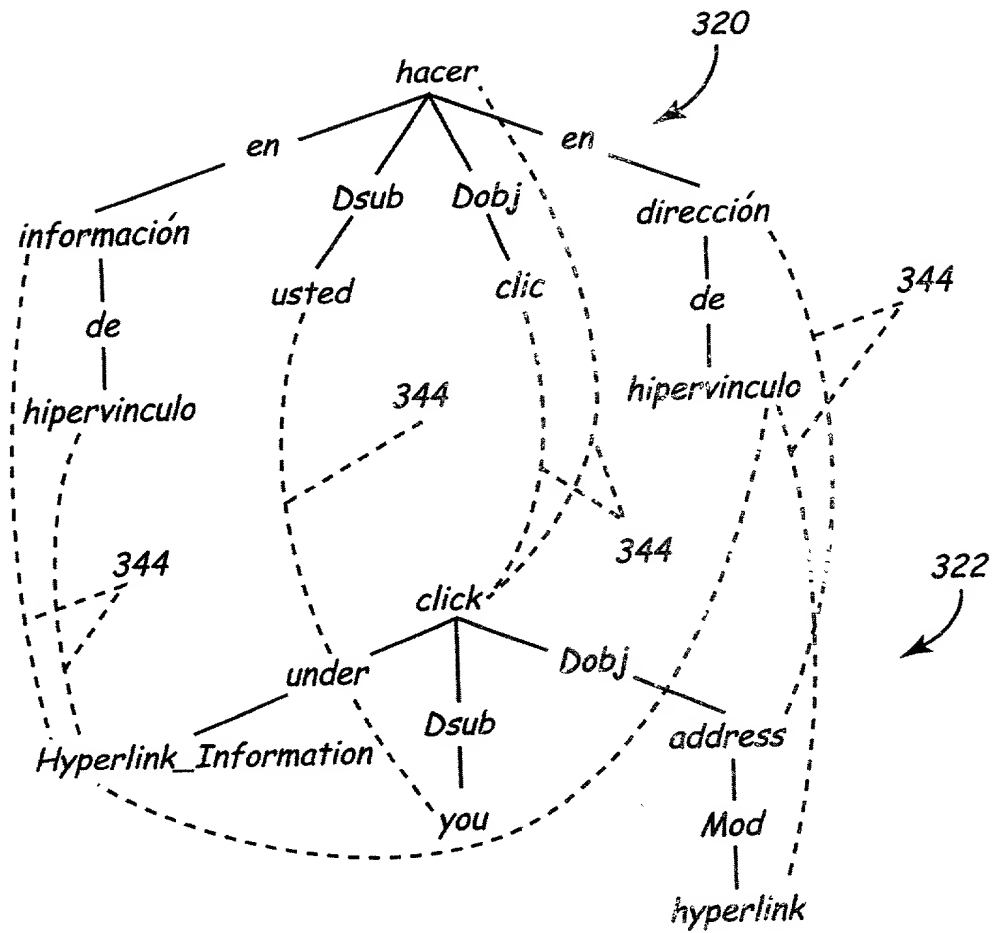 320
hacer
en
en
Dsub
Dobj
información
dirección
usted
clic
344
de
de
hipervinculo
344
hipervinculo
344
344
click
322
under
Dobj
Dsub
Hyperlink_Information
address
you
Mod
hyperlink